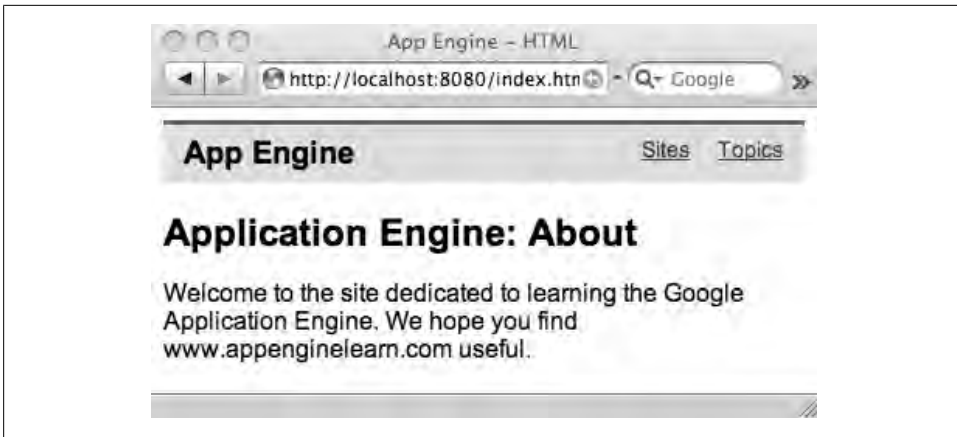 App Engine – HTML
http://localhost:8080/index.htn
Google
App Engine
Sites Topics
Application Engine: About
Welcome to the site dedicated to learning the Google
Application Engine. We hope you find
www.appenginelearn.com useful.